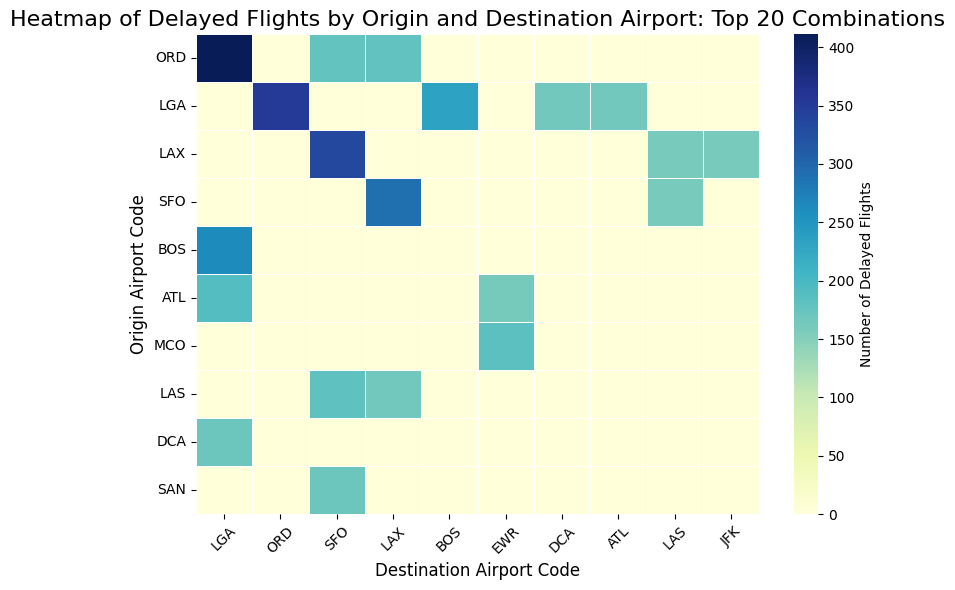 Heatmap of Delayed Flights by Origin and Destination Airport: Top 20 Combinations
Origin Airport Code
ORD
LGA
LAX
SFO
BOS
ATL
MCO
LAS
DCA
SAN
LGA
ORD
SFO
LAX
BOS
EWR
DCA
ATL
LAS
JFK
Destination Airport Code
400
350
300
250
200
150
100
50
0
Number of Delayed Flights